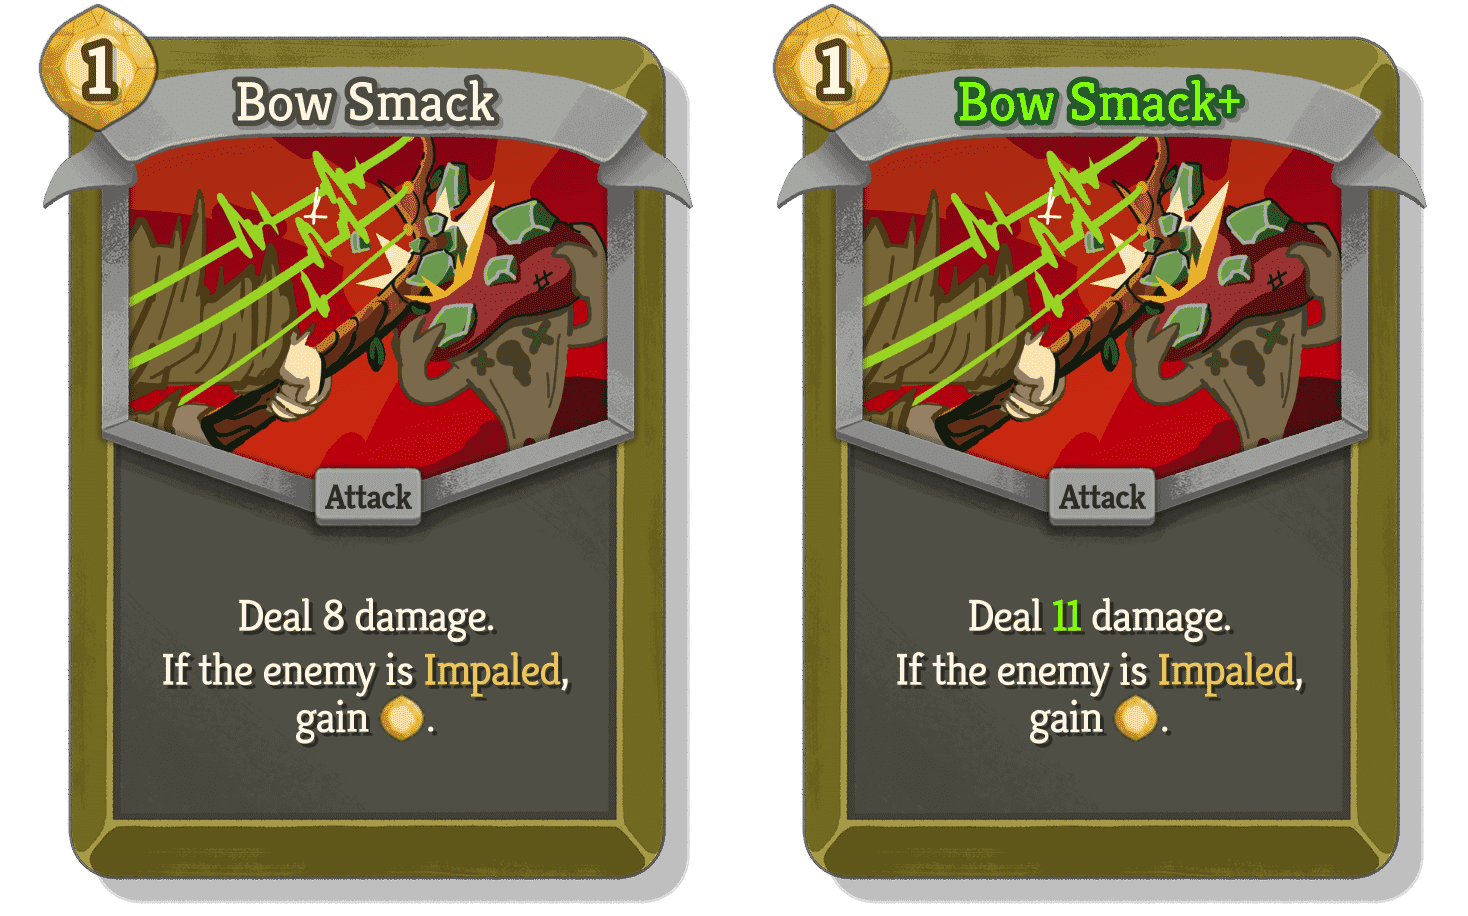 1
Bow Smack
Attack
Deal 8 damage.
If the enemy is Impaled,
gain .
1
Bow Smack+
Attack
Deal 11 damage.
If the enemy is Impaled,
gain .